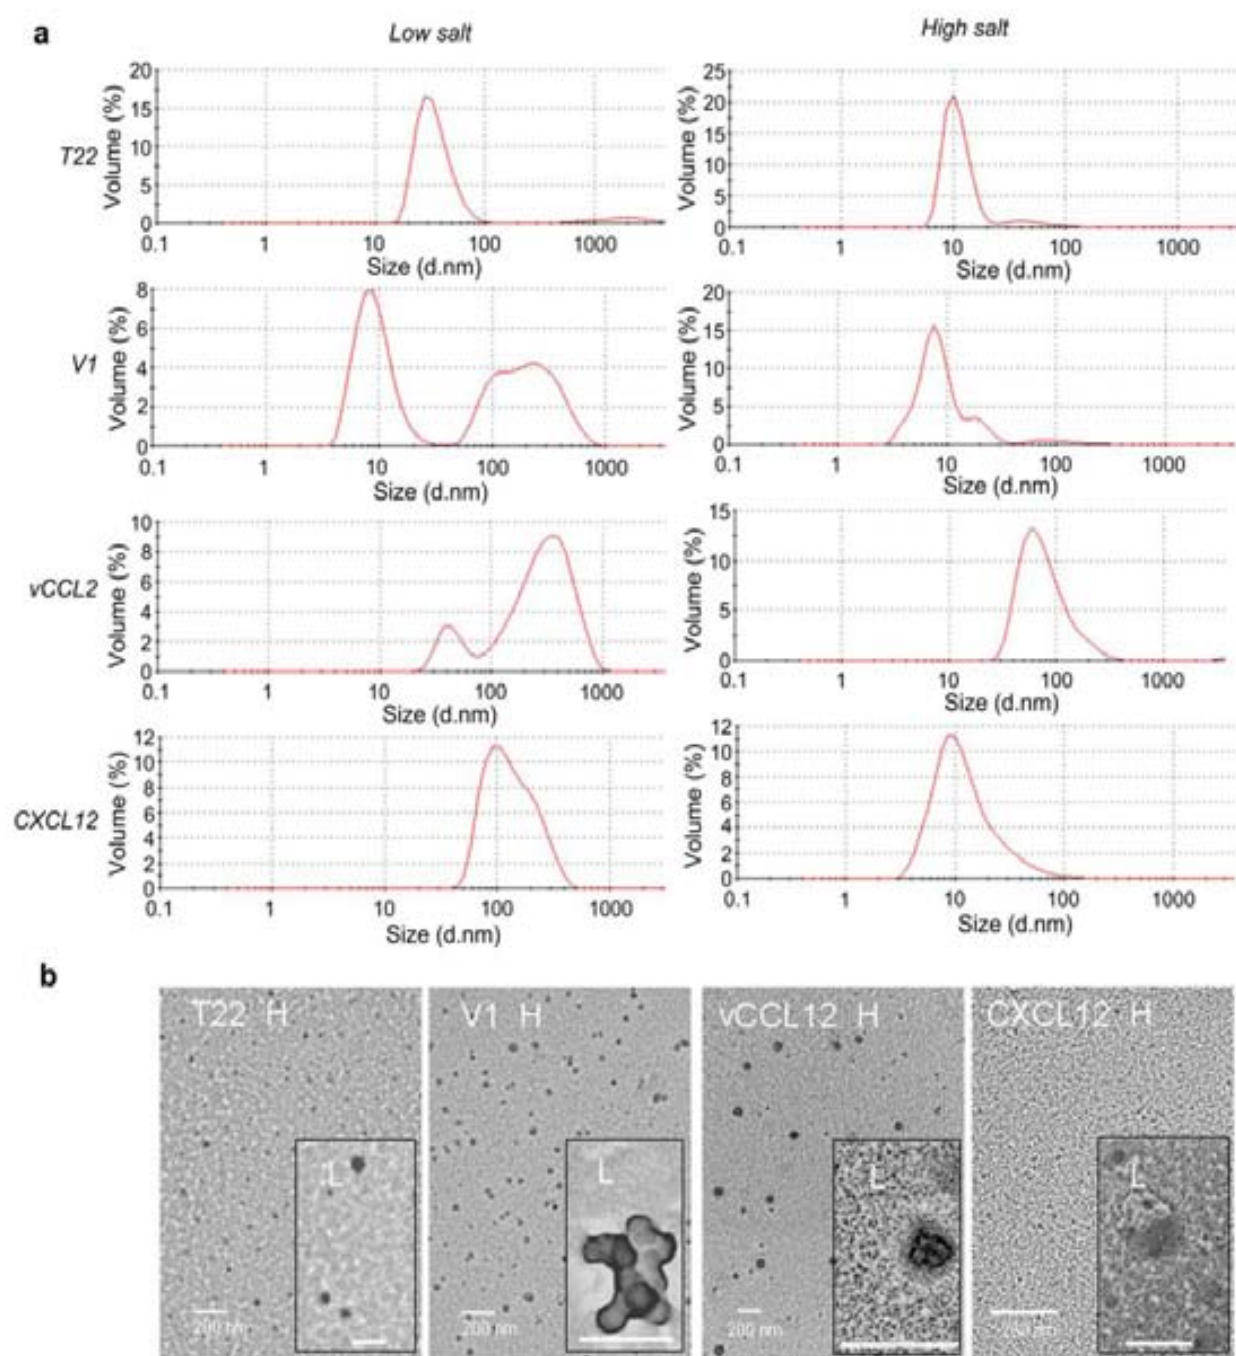 a
Low salt
High salt
T22
Volume (%)
20
15
10
5
0
0.1 1 10 100 1000
Size (d.nm)
Volume (%)
25
20
15
10
5
0
0.1 1 10 100 1000
Size (d.nm)
V1
Volume (%)
8
6
4
2
0
0.1 1 10 100 1000
Size (d.nm)
Volume (%)
20
15
10
5
0
0.1 1 10 100 1000
Size (d.nm)
vCCL2
Volume (%)
10
8
6
4
2
0
0.1 1 10 100 1000
Size (d.nm)
Volume (%)
15
10
5
0
0.1 1 10 100 1000
Size (d.nm)
CXCL12
Volume (%)
12
10
8
6
4
2
0
0.1 1 10 100 1000
Size (d.nm)
Volume (%)
12
10
8
6
4
2
0
0.1 1 10 100 1000
Size (d.nm)
b
T22 H
L
200 nm
V1 H
L
200 nm
vCCL12 H
L
200 nm
CXCL12 H
L
200 nm